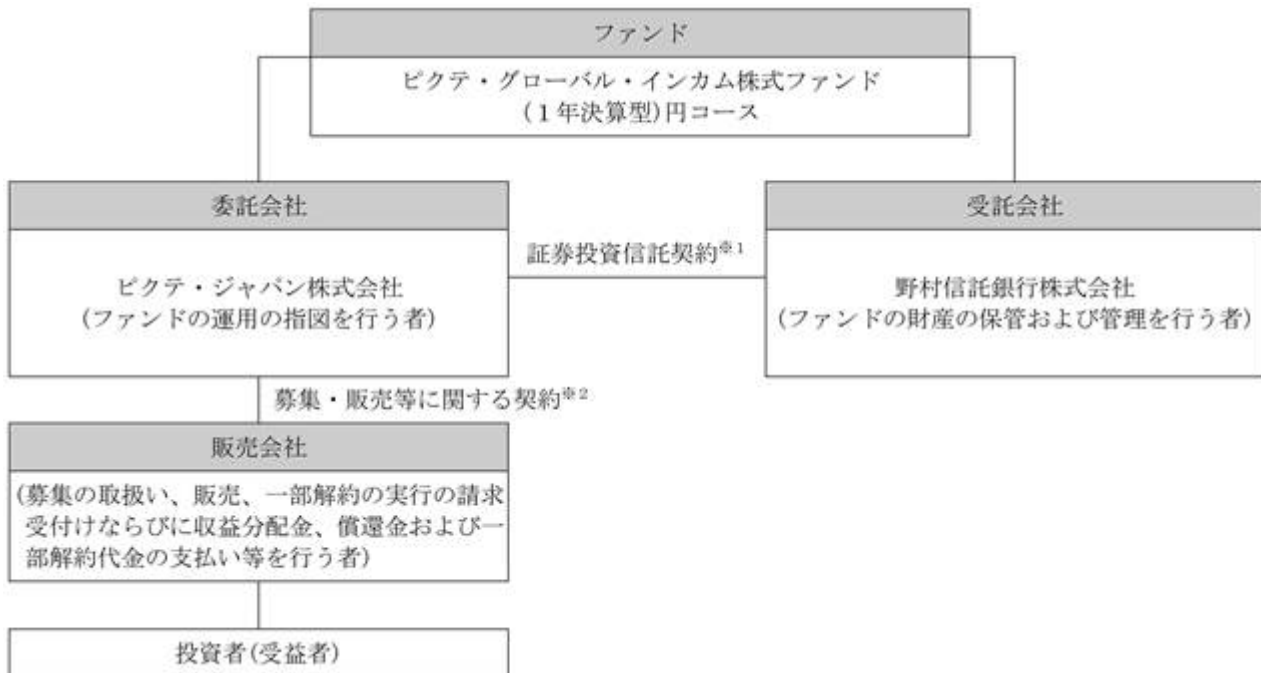 ファンド
ピクテ・グローバル・インカム株式ファンド
(1年決算型)円コース
委託会社
ピクテ・ジャパン株式会社
(ファンドの運用の指図を行う者)
証券投資信託契約※1
受託会社
野村信託銀行株式会社
(ファンドの財産の保管および管理を行う者)
募集・販売等に関する契約※2
販売会社
(募集の取扱い、販売、一部解約の実行の請求
受付けならびに収益分配金、償還金および一
部解約代金の支払い等を行う者)
投資者(受益者)